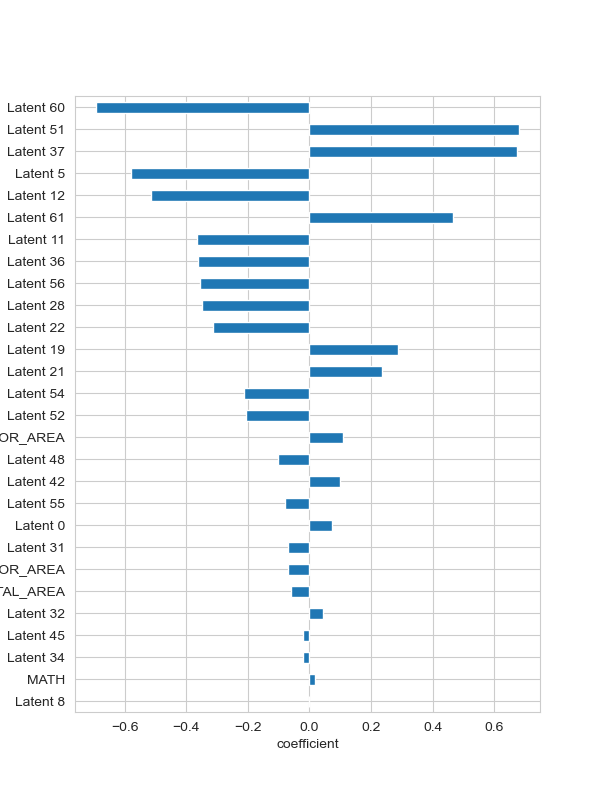 Latent 60
Latent 51
Latent 37
Latent 5
Latent 12
Latent 61
Latent 11
Latent 36
Latent 56
Latent 28
Latent 22
Latent 19
Latent 21
Latent 54
Latent 52
OR_AREA
Latent 48
Latent 42
Latent 55
Latent 0
Latent 31
OR_AREA
TAL_AREA
Latent 32
Latent 45
Latent 34
MATH
Latent 8
−0.6 −0.4 −0.2 0.0 0.2 0.4 0.6
coefficient